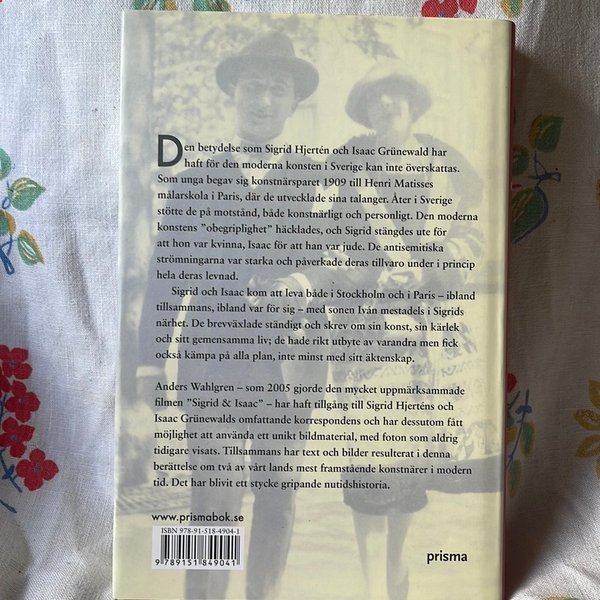 Den betydelse som Sigrid Hjertén och Isaac Grünewald har
haft för den moderna konsten i Sverige kan inte överskattas.
Som unga begav sig konstnärsparet 1909 till Henri Matisses
målarskola i Paris, där de utvecklade sina talanger. Åter i Sverige
stötte de på motstånd, både konstnärligt och personligt. Den moderna
konstens ”obegriplighet” häcklades, och Sigrid stängdes ute för
att hon var kvinna, Isaac för att han var jude. De antisemitiska
strömningarna var starka och påverkade deras tillvaro under i princip
hela deras levnad.
Sigrid och Isaac kom att leva både i Stockholm och i Paris – ibland
tillsammans, ibland var för sig – med sonen Iván mestadels i Sigrids
närhet. De brevväxlade ständigt och skrev om sin konst, sin kärlek
och sitt gemensamma liv; de hade rikt utbyte av varandra men fick
också kämpa på alla plan, inte minst med sitt äktenskap.
Anders Wahlgren – som 2005 gjorde den mycket uppmärksammade
filmen ”Sigrid & Isaac” – har haft tillgång till Sigrid Hjerténs och
Isaac Grünewalds omfattande korrespondens och har dessutom fått
möjlighet att använda ett unikt bildmaterial, med foton som aldrig
tidigare visats. Tillsammans har text och bilder resulterat i denna
berättelse om två av vårt lands mest framstående konstnärer i modern
tid. Det har blivit ett stycke gripande nutidshistoria.
www.prismabok.se
ISBN 978-91-518-4904-1
9 789151 849041
prisma